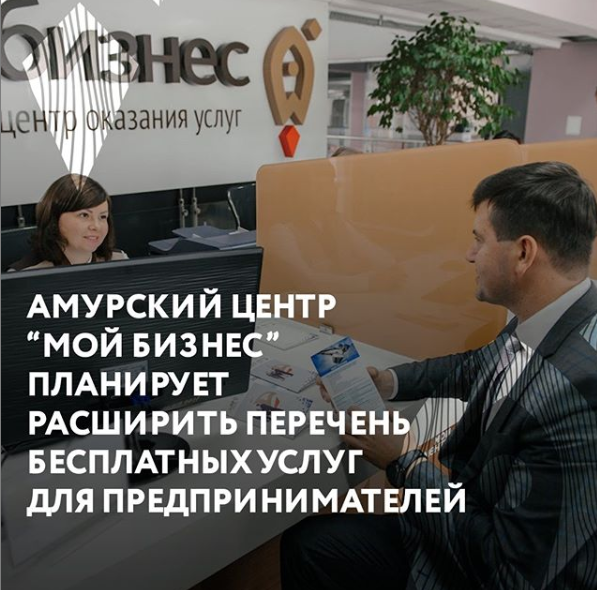 бизнес
центр оказания услуг
АМУРСКИЙ ЦЕНТР
“МОЙ БИЗНЕС”
ПЛАНИРУЕТ
РАСШИРИТЬ ПЕРЕЧЕНЬ
БЕСПЛАТНЫХ УСЛУГ
ДЛЯ ПРЕДПРИНИМАТЕЛЕЙ